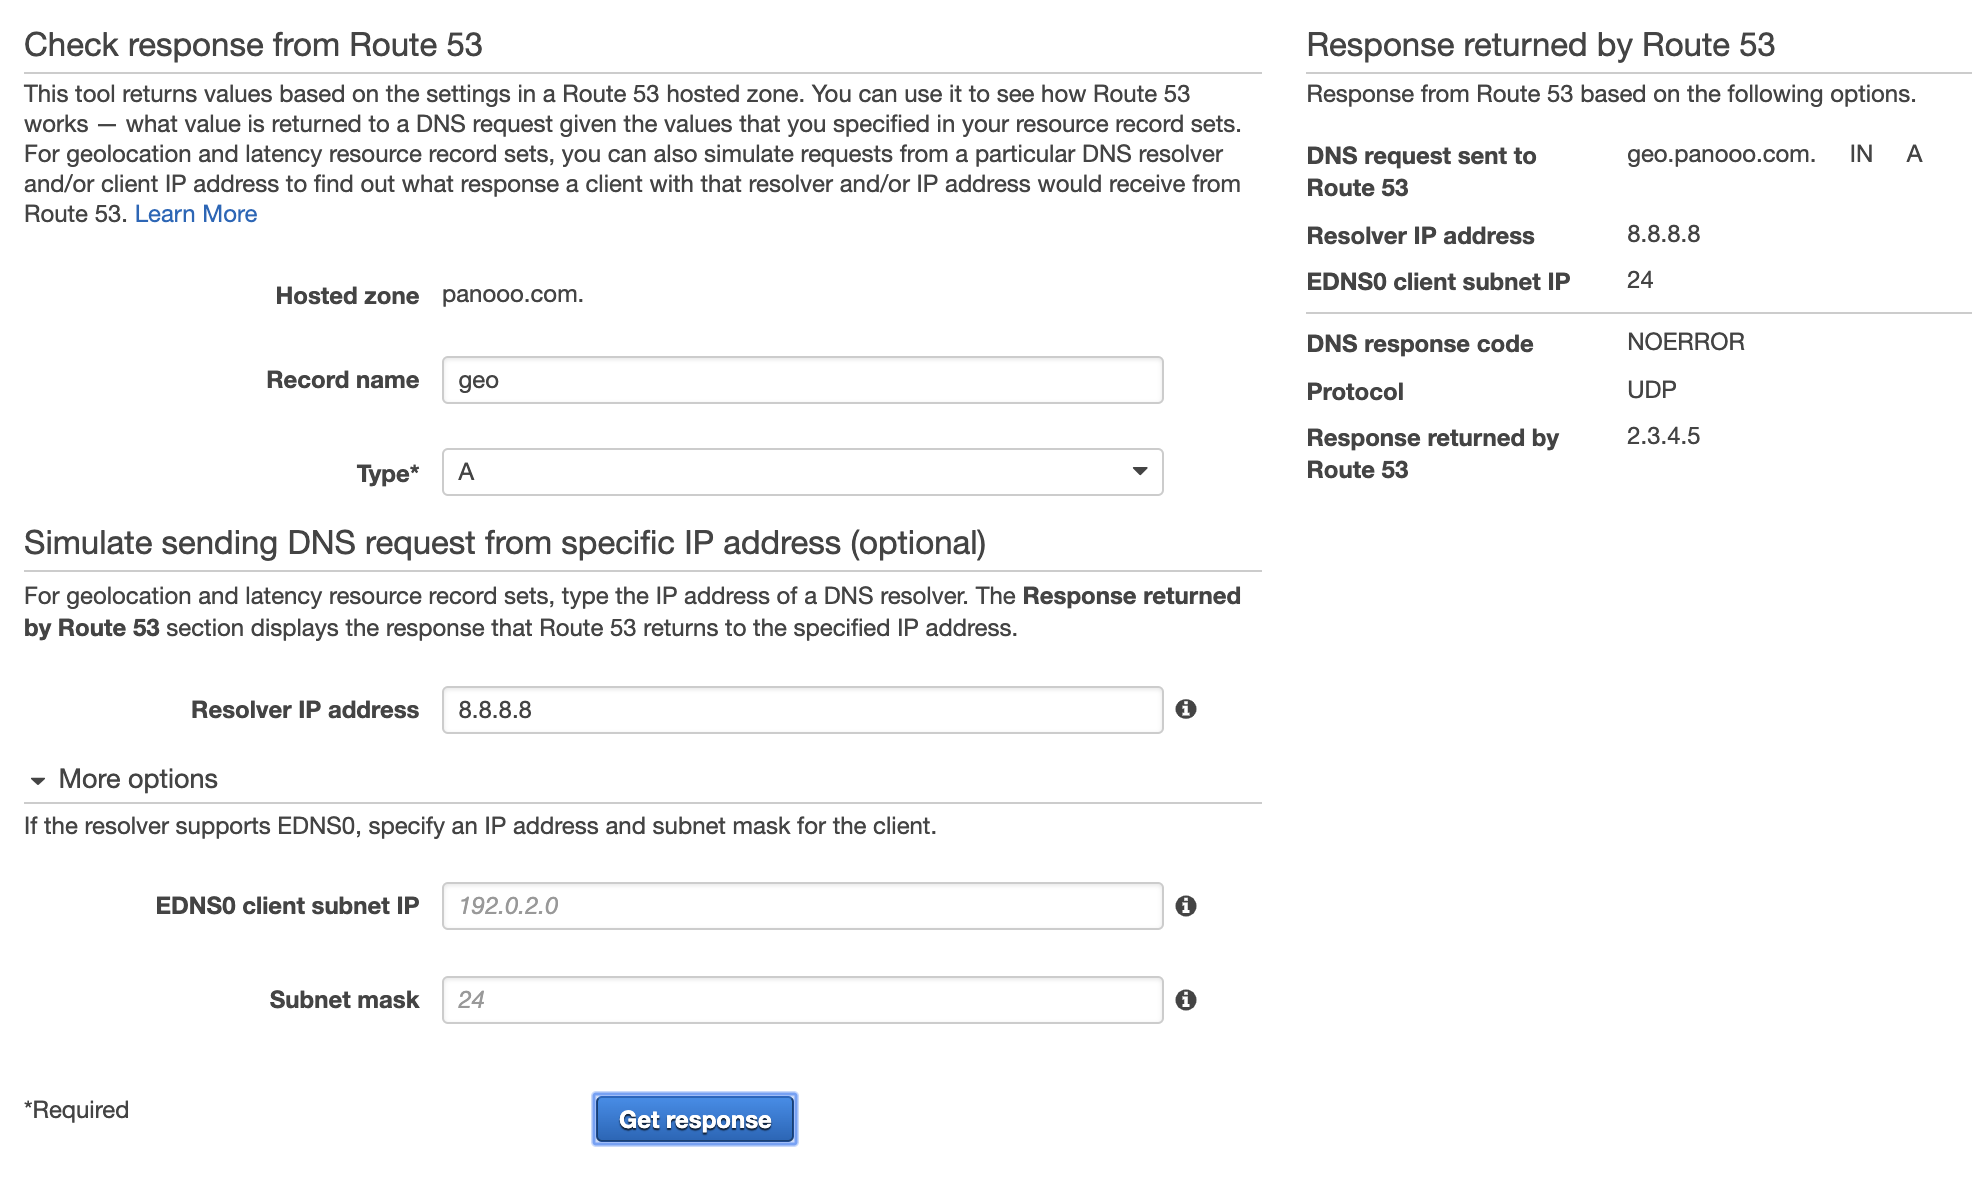 Check response from Route 53
This tool returns values based on the settings in a Route 53 hosted zone. You can use it to see how Route 53
works — what value is returned to a DNS request given the values that you specified in your resource record sets.
For geolocation and latency resource record sets, you can also simulate requests from a particular DNS resolver
and/or client IP address to find out what response a client with that resolver and/or IP address would receive from
Route 53. Learn More
Hosted zone panooo.com.
Record name geo
Type* A
Simulate sending DNS request from specific IP address (optional)
For geolocation and latency resource record sets, type the IP address of a DNS resolver. The Response returned
by Route 53 section displays the response that Route 53 returns to the specified IP address.
Resolver IP address 8.8.8.8
More options
If the resolver supports EDNS0, specify an IP address and subnet mask for the client.
EDNS0 client subnet IP 192.0.2.0
Subnet mask 24
*Required
Get response
Response returned by Route 53
Response from Route 53 based on the following options.
DNS request sent to geo.panooo.com. IN A
Route 53
Resolver IP address 8.8.8.8
EDNS0 client subnet IP 24
DNS response code NOERROR
Protocol UDP
Response returned by 2.3.4.5
Route 53